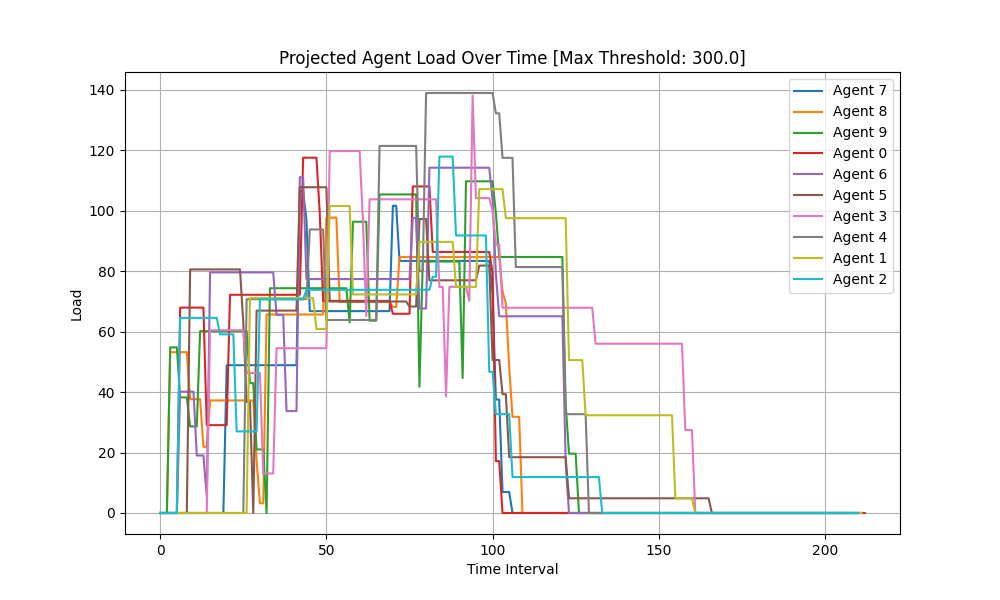 Projected Agent Load Over Time [Max Threshold: 300.0]
Load
140
120
100
80
60
40
20
0
0 50 100 150 200
Time Interval
Agent 7
Agent 8
Agent 9
Agent 0
Agent 6
Agent 5
Agent 3
Agent 4
Agent 1
Agent 2